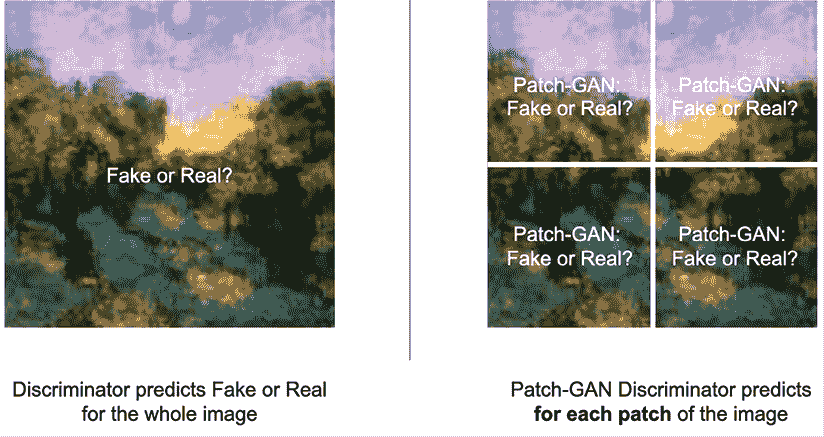 Fake or Real?
Patch-GAN:
Fake or Real?
Patch-GAN:
Fake or Real?
Patch-GAN:
Fake or Real?
Patch-GAN:
Fake or Real?
Discriminator predicts Fake or Real
for the whole image
Patch-GAN Discriminator predicts
for each patch of the image